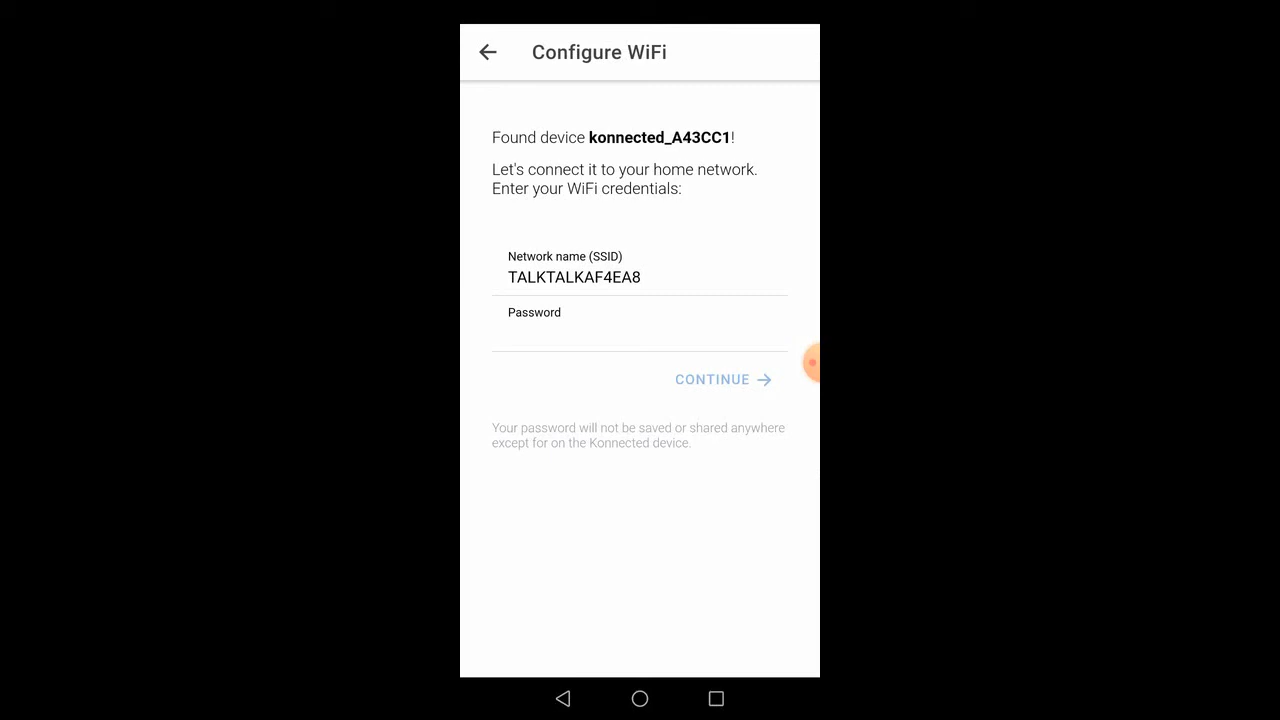 Configure WiFi
Found device konnected_A43CC1!
Let's connect it to your home network.
Enter your WiFi credentials:
Network name (SSID)
TALKTALKAF4EA8
Password
CONTINUE
Your password will not be saved or shared anywhere
except for on the Konnected device.